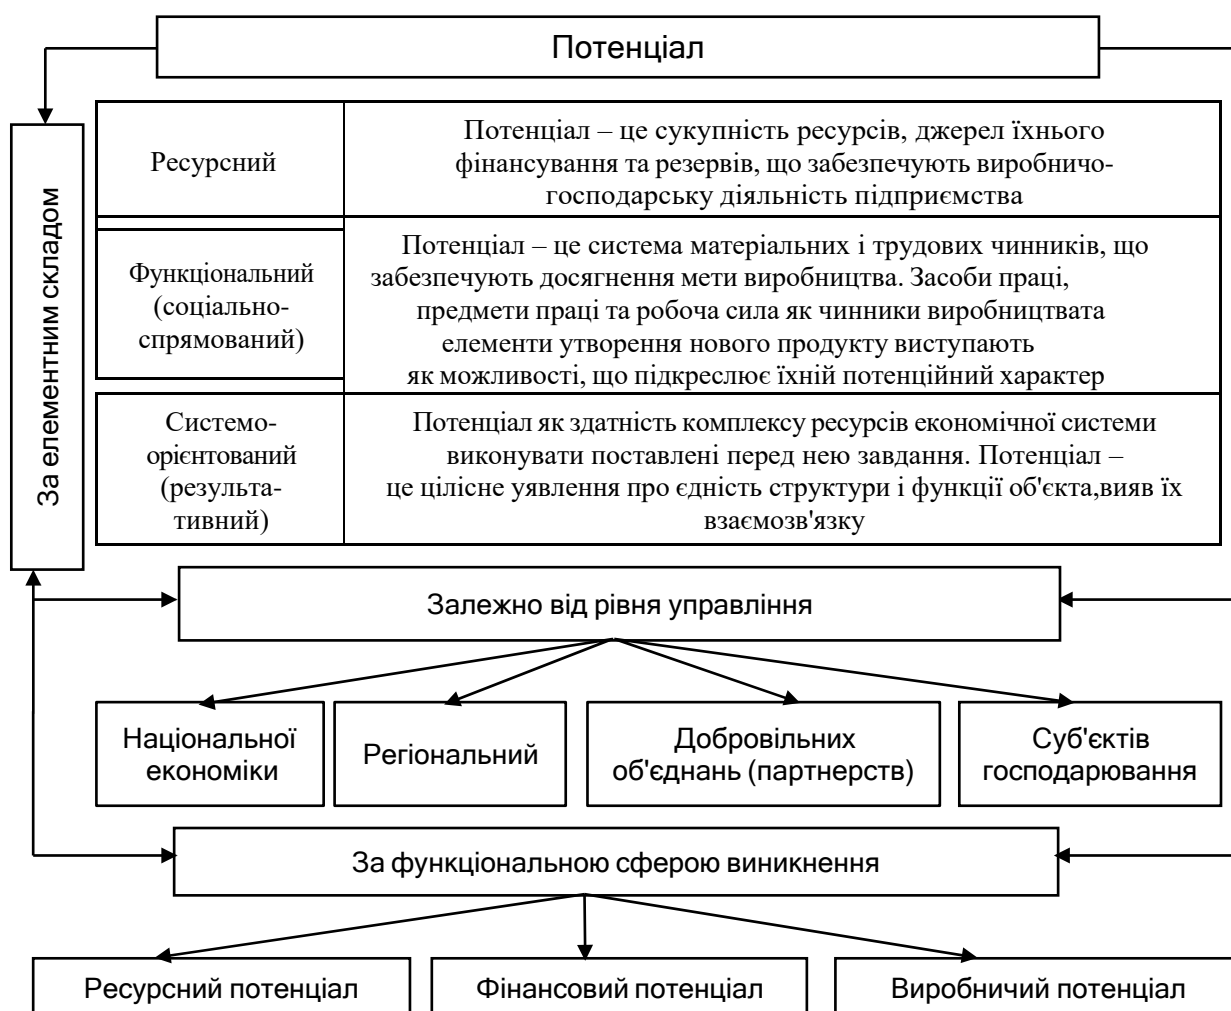 Потенціал
За елементним складом
Ресурсний
Потенціал – це сукупність ресурсів, джерел їхнього
фінансування та резервів, що забезпечують виробничо-
господарську діяльність підприємства
Функціональний
(соціально-
спрямований)
Потенціал – це система матеріальних і трудових чинників, що
забезпечують досягнення мети виробництва. Засоби праці,
предмети праці та робоча сила як чинники виробництвата
елементи утворення нового продукту виступають
як можливості, що підкреслює їхній потенційний характер
Системо-
орієнтований
(результа-
тивний)
Потенціал як здатність комплексу ресурсів економічної системи
виконувати поставлені перед нею завдання. Потенціал –
це цілісне уявлення про єдність структури і функції об'єкта,вияв їх
взаємозв'язку
Залежно від рівня управління
Національної
економіки
Регіональний
Добровільних
об'єднань (партнерств)
Суб'єктів
господарювання
За функціональною сферою виникнення
Ресурсний потенціал
Фінансовий потенціал
Виробничий потенціал